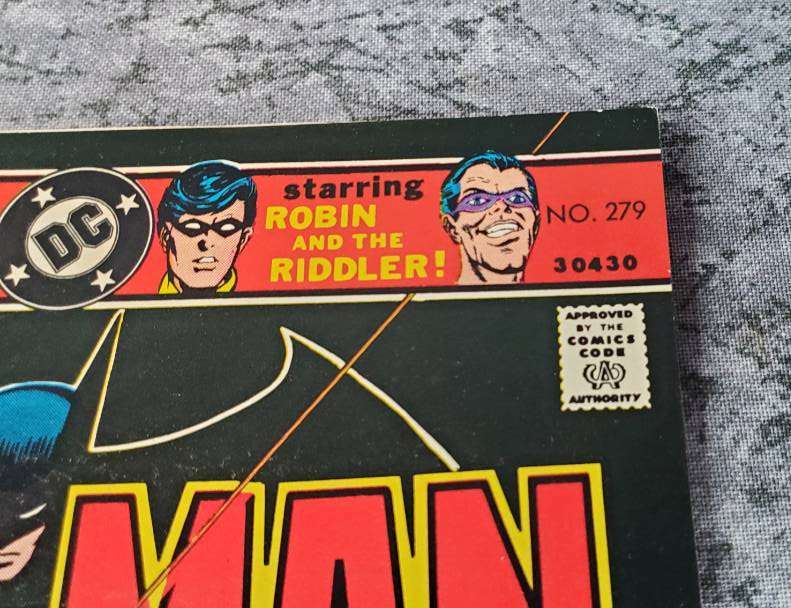 DC
starring
ROBIN
AND THE
RIDDLER!
NO. 279
30430
APPROVED
BY THE
COMICS
CODE
CA
AUTHORITY
MAN